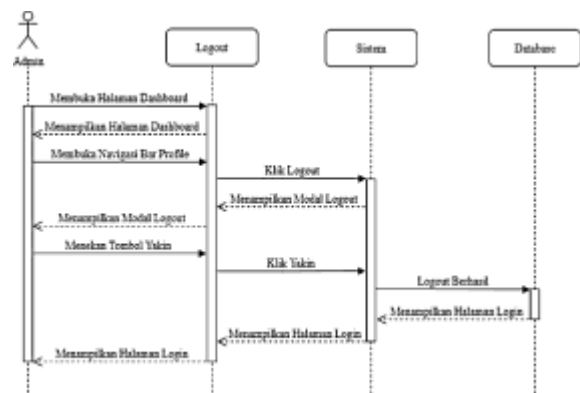 Admin
Logout
Sistem
Database
Membuka Halaman Dashboard
Menampilkan Halaman Dashboard
Membuka Navigasi Bar Profile
Klik Logout
Menampilkan Modal Logout
Menampilkan Modal Logout
Menekan Tombol Yakin
Klik Yakin
Logout Berhasil
Menampilkan Halaman Login
Menampilkan Halaman Login
Menampilkan Halaman Login